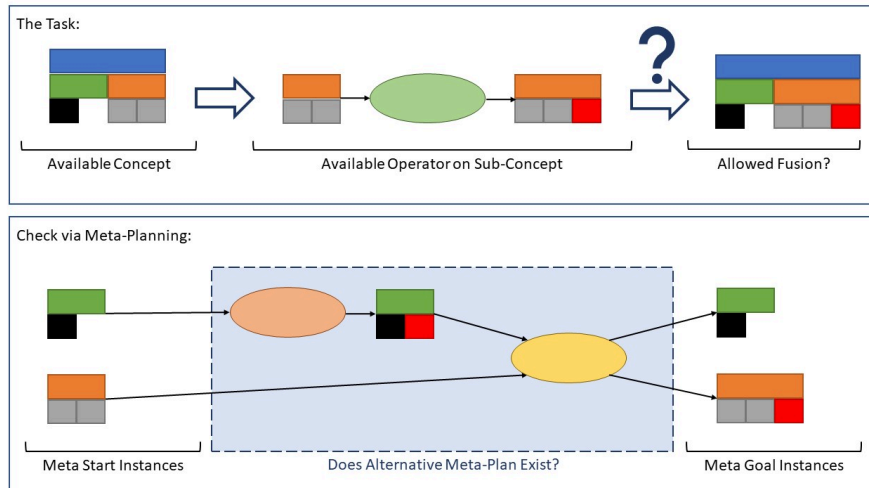 The Task:
?
Available Concept
Available Operator on Sub-Concept
Allowed Fusion?
Check via Meta-Planning:
Meta Start Instances
Does Alternative Meta-Plan Exist?
Meta Goal Instances